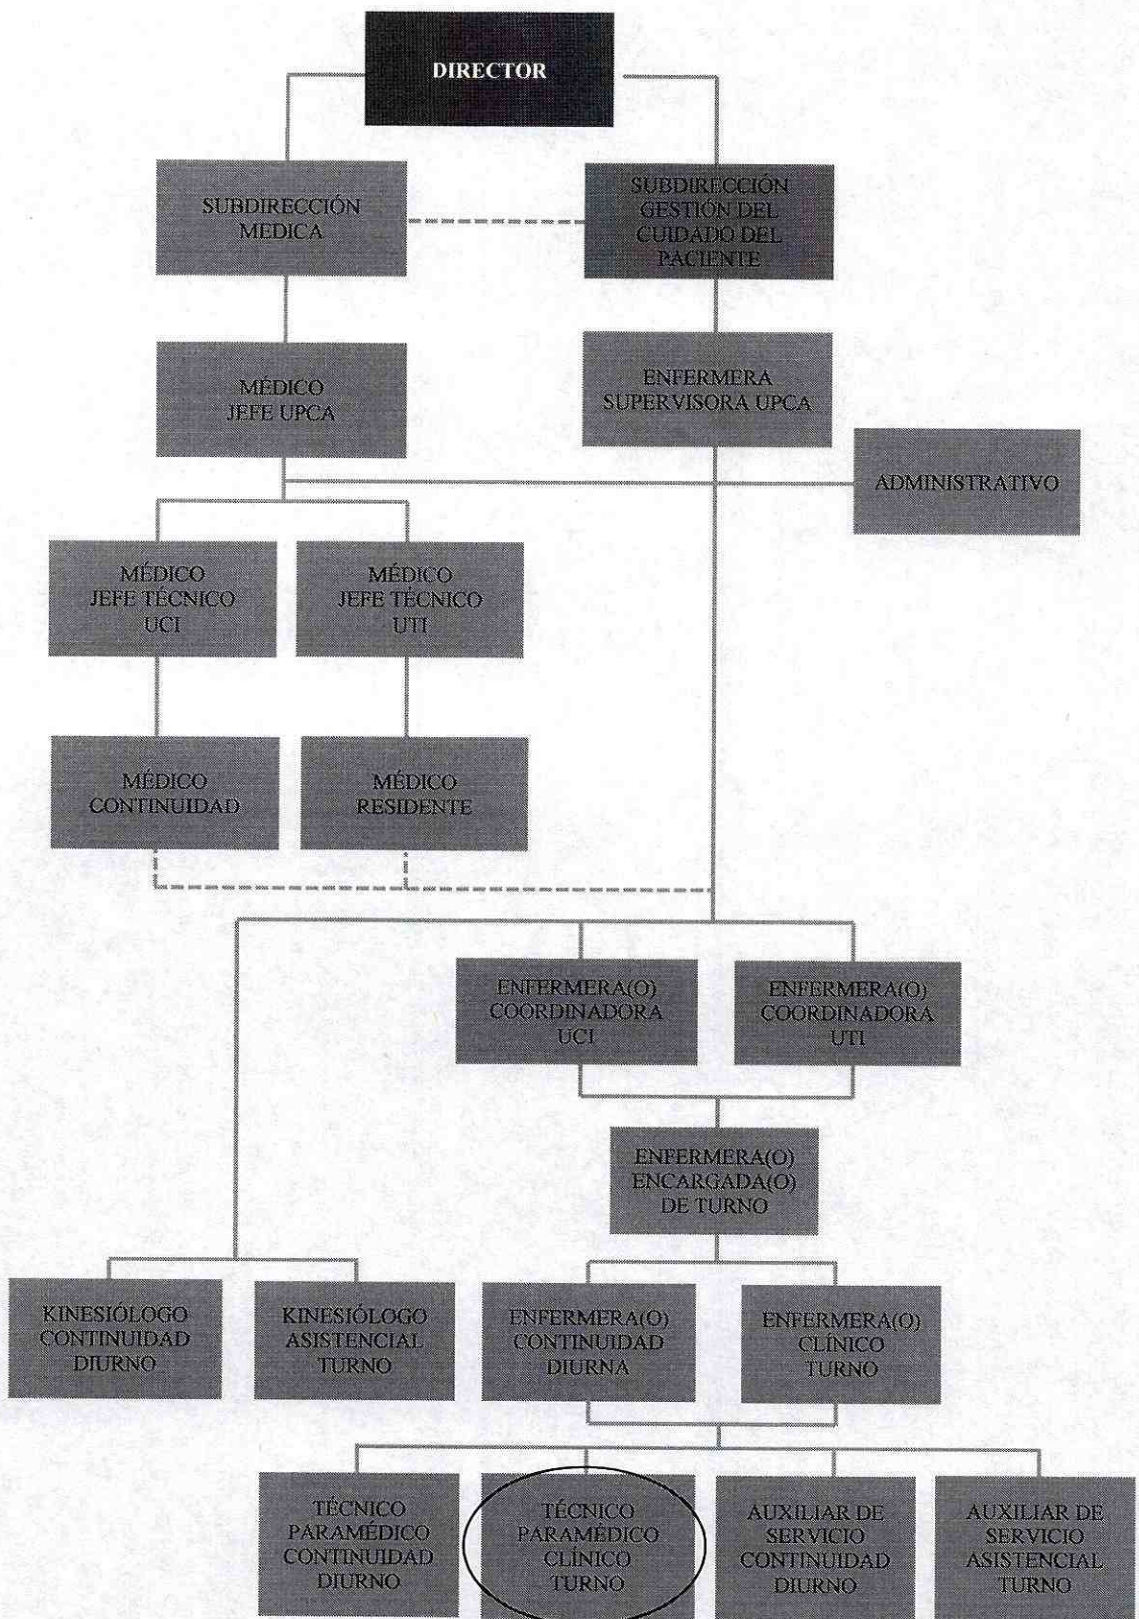 DIRECTOR
SUBDIRECCIÓN
MEDICA
SUBDIRECCIÓN
GESTIÓN DEL
CUIDADO DEL
PACIENTE
MÉDICO
JEFE UPCA
ENFERMERA
SUPERVISORA UPCA
ADMINISTRATIVO
MÉDICO
JEFE TÉCNICO
UCI
MÉDICO
JEFE TÉCNICO
UTI
MÉDICO
CONTINUIDAD
MÉDICO
RESIDENTE
ENFERMERA(O)
COORDINADORA
UCI
ENFERMERA(O)
COORDINADORA
UTI
ENFERMERA(O)
ENCARGADA(O)
DE TURNO
KINESIÓLOGO
CONTINUIDAD
DIURNO
KINESIÓLOGO
ASISTENCIAL
TURNO
ENFERMERA(O)
CONTINUIDAD
DIURNA
ENFERMERA(O)
CLÍNICO
TURNO
TÉCNICO
PARAMÉDICO
CONTINUIDAD
DIURNO
TÉCNICO
PARAMÉDICO
CLÍNICO
TURNO
AUXILIAR DE
SERVICIO
CONTINUIDAD
DIURNO
AUXILIAR DE
SERVICIO
ASISTENCIAL
TURNO